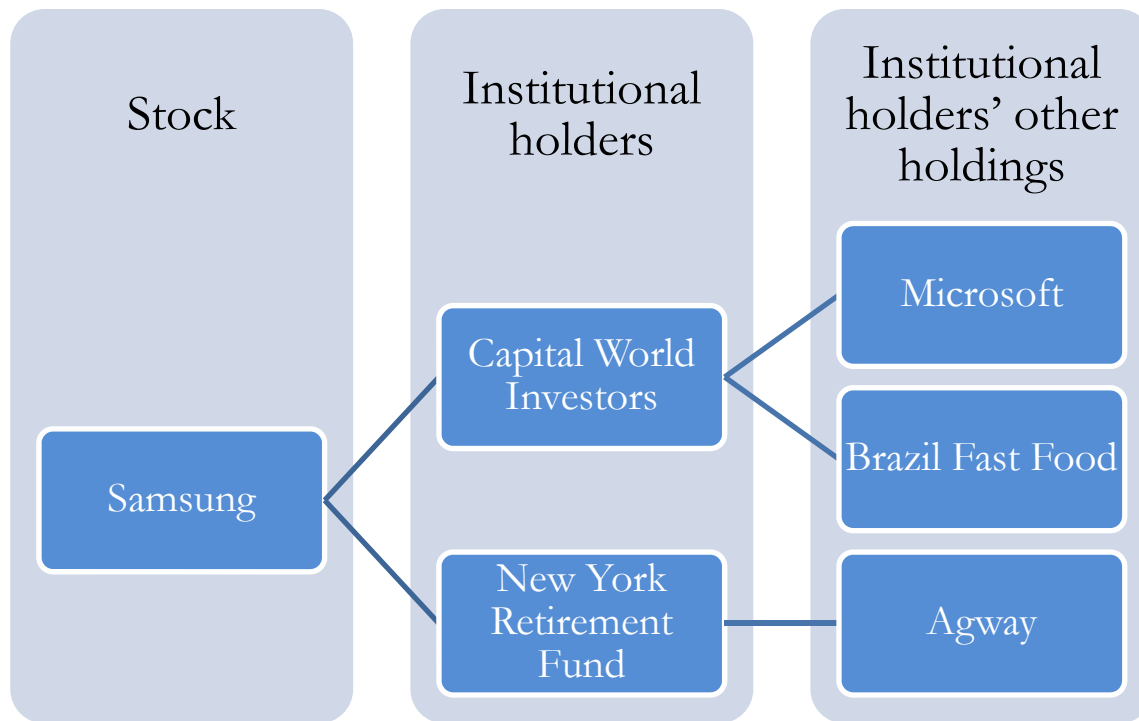 Stock
Institutional
holders
Institutional
holders’ other
holdings
Samsung
Capital World
Investors
New York
Retirement
Fund
Microsoft
Brazil Fast Food
Agway